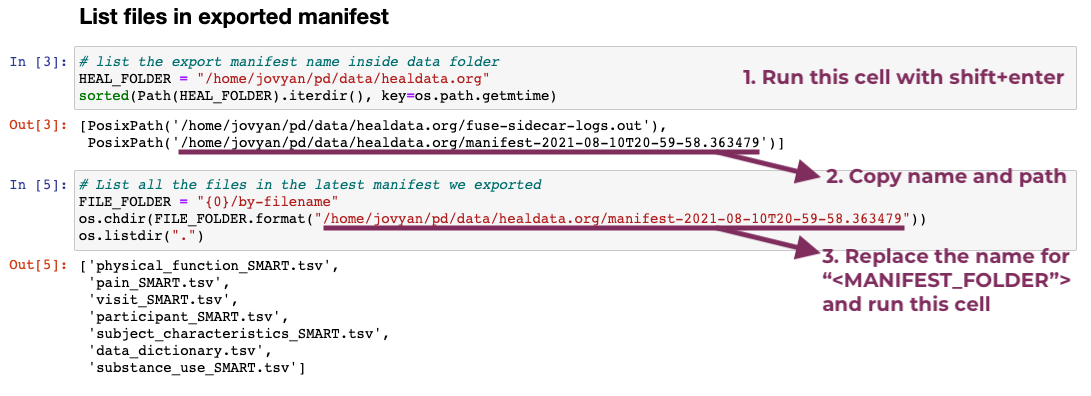 List files in exported manifest
In [3]: # list the export manifest name inside data folder
HEAL_FOLDER = "/home/jovyan/pd/data/healdata.org"
sorted(Path(HEAL_FOLDER).iterdir(), key=os.path.getmtime)
1. Run this cell with shift+enter
Out[3]: [PosixPath('/home/jovyan/pd/data/healdata.org/fuse-sidecar-logs.out'),
PosixPath('/home/jovyan/pd/data/healdata.org/manifest-2021-08-10T20-59-58.363479')]
2. Copy name and path
In [5]: # List all the files in the latest manifest we exported
FILE_FOLDER = "{0}/by-filename"
os.chdir(FILE_FOLDER.format("/home/jovyan/pd/data/healdata.org/manifest-2021-08-10T20-59-58.363479"))
os.listdir(".")
3. Replace the name for
“<MANIFEST_FOLDER”>
and run this cell
Out[5]: ['physical_function_SMART.tsv',
'pain_SMART.tsv',
'visit_SMART.tsv',
'participant_SMART.tsv',
'subject_characteristics_SMART.tsv',
'data_dictionary.tsv',
'substance_use_SMART.tsv']